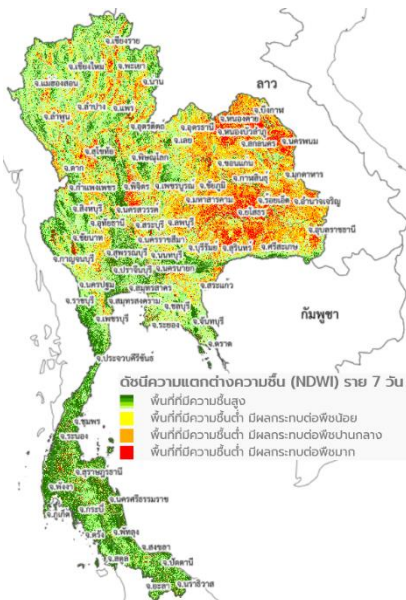 จ.เชียงราย
จ.เชียงใหม่
จ.พะเยา
จ.แม่ฮ่องสอน
จ.น่าน
จ.ลำปาง
จ.แพร่
จ.ลำพูน
จ.อุตรดิตถ์
ลาว
จ.บึงกาฬ
จ.หนองคาย
จ.อุดรธานี
จ.หนองบัวลำภู
จ.เลย
จ.สกลนคร
จ.นครพนม
จ.สุโขทัย
จ.พิษณุโลก
จ.ตาก
จ.ขอนแก่น
จ.กาฬสินธุ์
จ.มุกดาหาร
จ.กำแพงเพชร
จ.พิจิตร
จ.เพชรบูรณ์
จ.ชัยภูมิ
จ.มหาสารคาม
จ.ร้อยเอ็ด
จ.อำนาจเจริญ
จ.ยโสธร
จ.สิงห์บุรี
จ.นครสวรรค์
จ.อุทัยธานี
จ.สระบุรี
จ.ลพบุรี
จ.อุบลราชธานี
จ.ชัยนาท
จ.นครราชสีมา
จ.บุรีรัมย์
จ.สุรินทร์
จ.ศรีสะเกษ
จ.กาญจนบุรี
จ.สุพรรณบุรี
จ.นนทบุรี
จ.ปราจีนบุรี
จ.นครนายก
จ.นครปฐม
จ.สมุทรสาคร
จ.สระแก้ว
จ.ราชบุรี
จ.สมุทรสงคราม
จ.ชลบุรี
จ.เพชรบุรี
จ.ระยอง
จ.จันทบุรี
จ.ตราด
กัมพูชา
จ.ประจวบคีรีขันธ์
ดัชนีความแตกต่างความชื้น (NDWI) ราย 7 วัน
พื้นที่ที่มีความชื้นสูง
พื้นที่ที่มีความชื้นต่ำ มีผลกระทบต่อพืชน้อย
พื้นที่ที่มีความชื้นต่ำ มีผลกระทบต่อพืชปานกลาง
พื้นที่ที่มีความชื้นต่ำ มีผลกระทบต่อพืชมาก
จ.ชุมพร
จ.ระนอง
จ.สุราษฎร์ธานี
จ.พังงา
จ.นครศรีธรรมราช
จ.กระบี่
จ.ภูเก็ต
จ.ตรัง
จ.พัทลุง
จ.สงขลา
จ.สตูล
จ.ปัตตานี
จ.ยะลา
จ.นราธิวาส